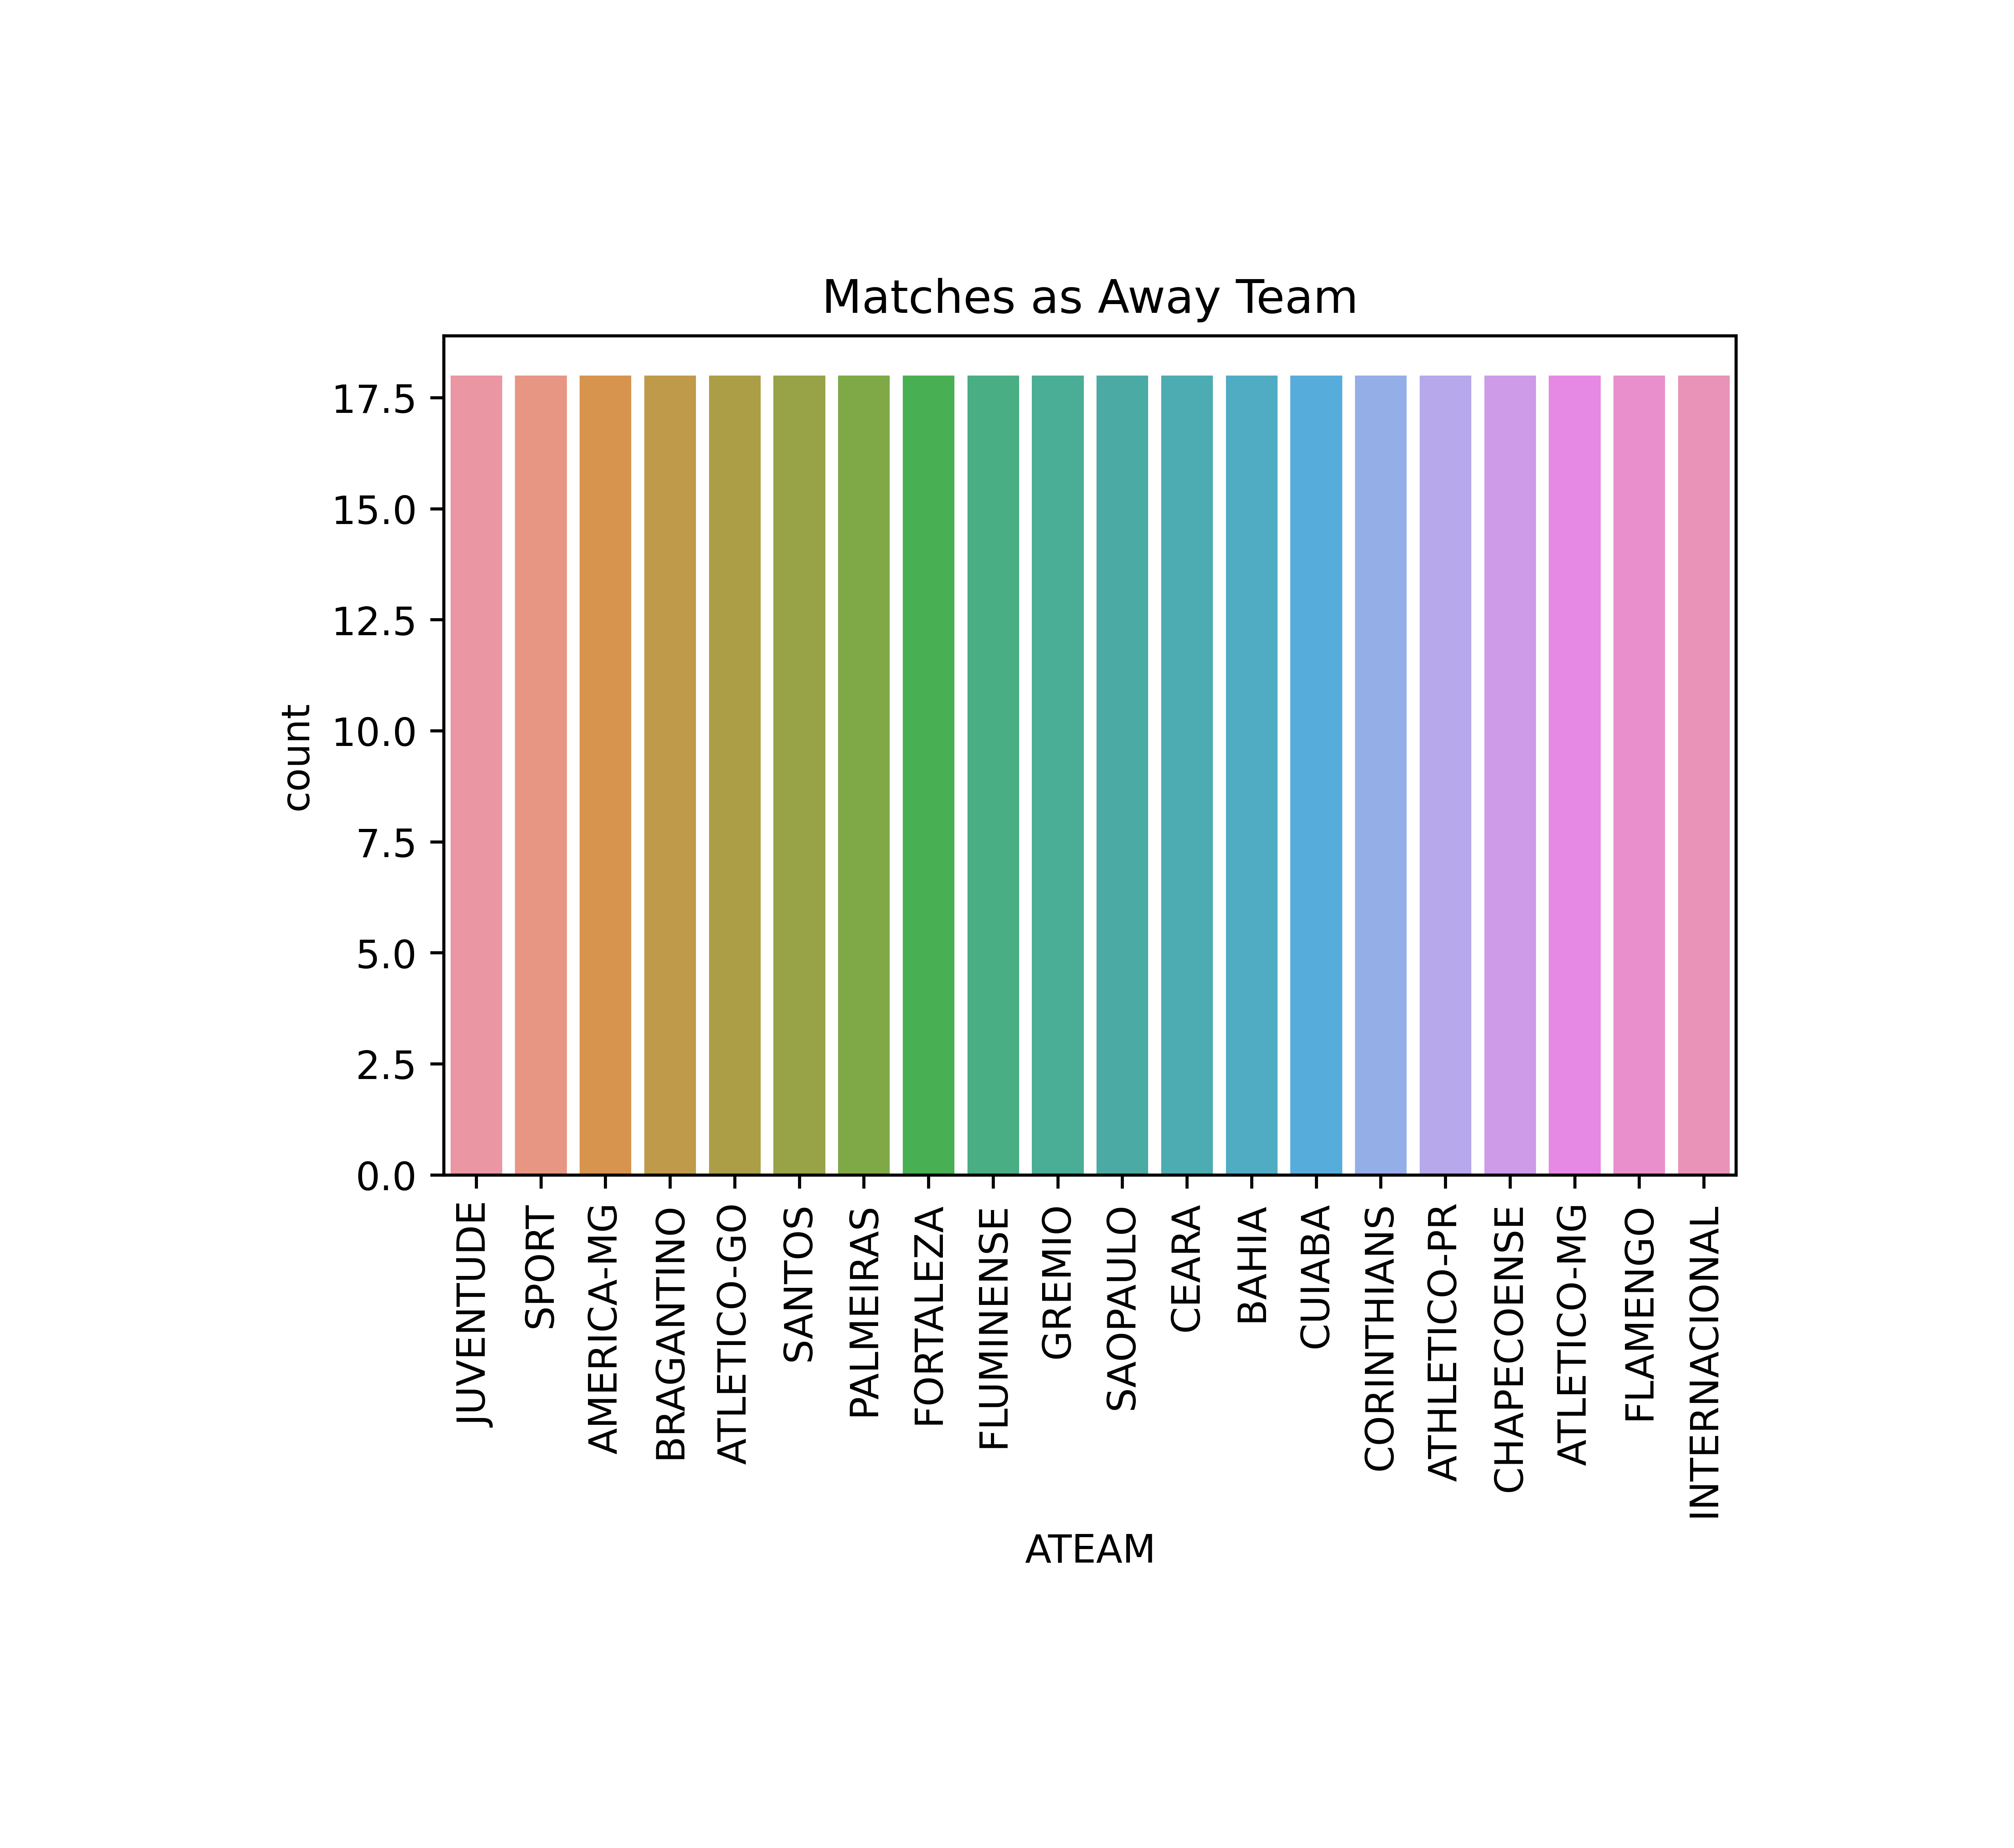 Matches as Away Team
17.5
15.0
12.5
10.0
7.5
5.0
2.5
0.0
count
JUVENTUDE
SPORT
AMERICA-MG
BRAGANTINO
ATLETICO-GO
SANTOS
PALMEIRAS
FORTALEZA
FLUMINENSE
GREMIO
SAOPAULO
CEARA
BAHIA
CUIABA
CORINTHIANS
ATHLETICO-PR
CHAPECOENSE
ATLETICO-MG
FLAMENGO
INTERNACIONAL
ATEAM